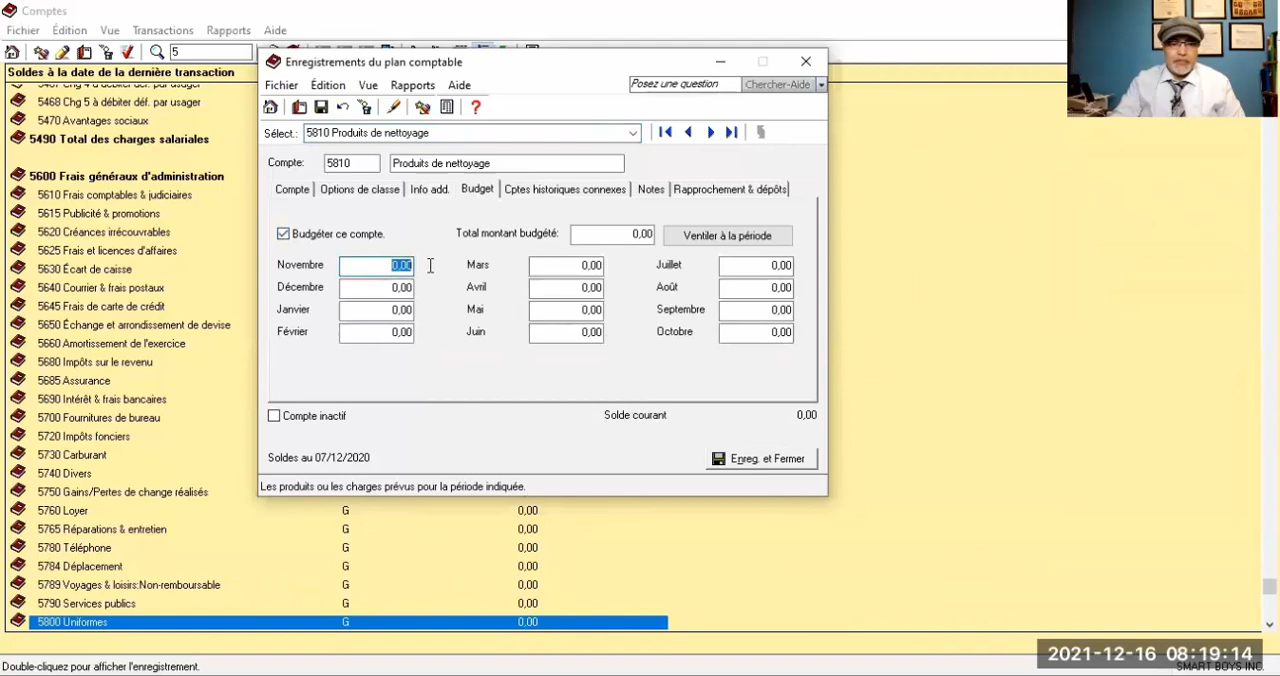 Comptes
Fichier Édition Vue Transactions Rapports Aide
5
Soldes à la date de la dernière transaction
5468 Chg 5 à débiter déf. par usager
5470 Avantages sociaux
5490 Total des charges salariales
5600 Frais généraux d'administration
5610 Frais comptables & judiciaires
5615 Publicité & promotions
5620 Créances irrécouvrables
5625 Frais et licences d'affaires
5630 Écart de caisse
5640 Courrier & frais postaux
5645 Frais de carte de crédit
5650 Échange et arrondissement de devise
5660 Amortissement de l'exercice
5680 Impôts sur le revenu
5685 Assurance
5690 Intérêt & frais bancaires
5700 Fournitures de bureau
5720 Impôts fonciers
5730 Carburant
5740 Divers
5750 Gains/Pertes de change réalisés
5760 Loyer G 0,00
5765 Réparations & entretien G 0,00
5780 Téléphone G 0,00
5784 Déplacement G 0,00
5789 Voyages & loisirs:Non-remboursable G 0,00
5790 Services publics G 0,00
5800 Uniformes G 0,00
Double-cliquez pour afficher l'enregistrement.
Enregistrements du plan comptable
Fichier Édition Vue Rapports Aide
Posez une question Chercher-Aide
Sélect.: 5810 Produits de nettoyage
Compte: 5810 Produits de nettoyage
Compte Options de classe Info add. Budget Cptes historiques connexes Notes Rapprochement & dépôts
Budgéter ce compte. Total montant budgété: 0,00 Ventiler à la période
Novembre 0,00 Mars 0,00 Juillet 0,00
Décembre 0,00 Avril 0,00 Août 0,00
Janvier 0,00 Mai 0,00 Septembre 0,00
Février 0,00 Juin 0,00 Octobre 0,00
Compte inactif Solde courant 0,00
Soldes au 07/12/2020 Enreg. et Fermer
Les produits ou les charges prévus pour la période indiquée.
2021-12-16 08:19:14
SMART BOYS INC.